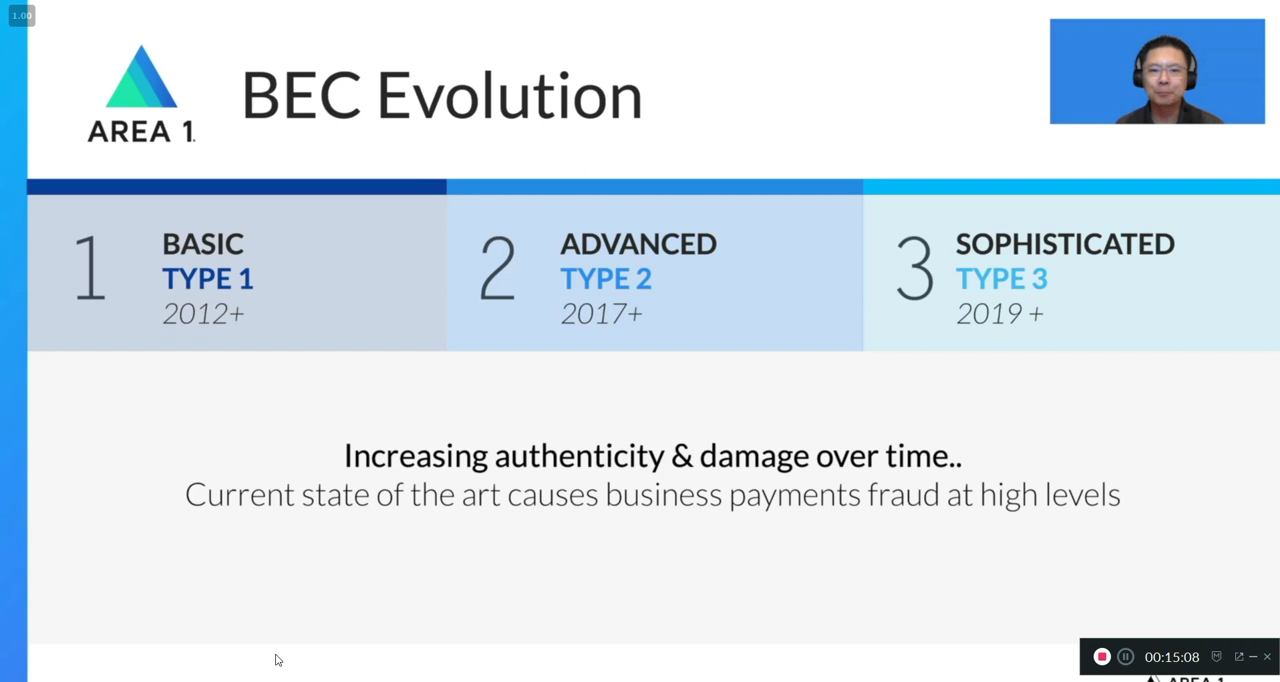 1.00
AREA 1.
BEC Evolution
1
BASIC
TYPE 1
2012+
2
ADVANCED
TYPE 2
2017+
3
SOPHISTICATED
TYPE 3
2019 +
Increasing authenticity & damage over time..
Current state of the art causes business payments fraud at high levels
00:15:08
AREA 1